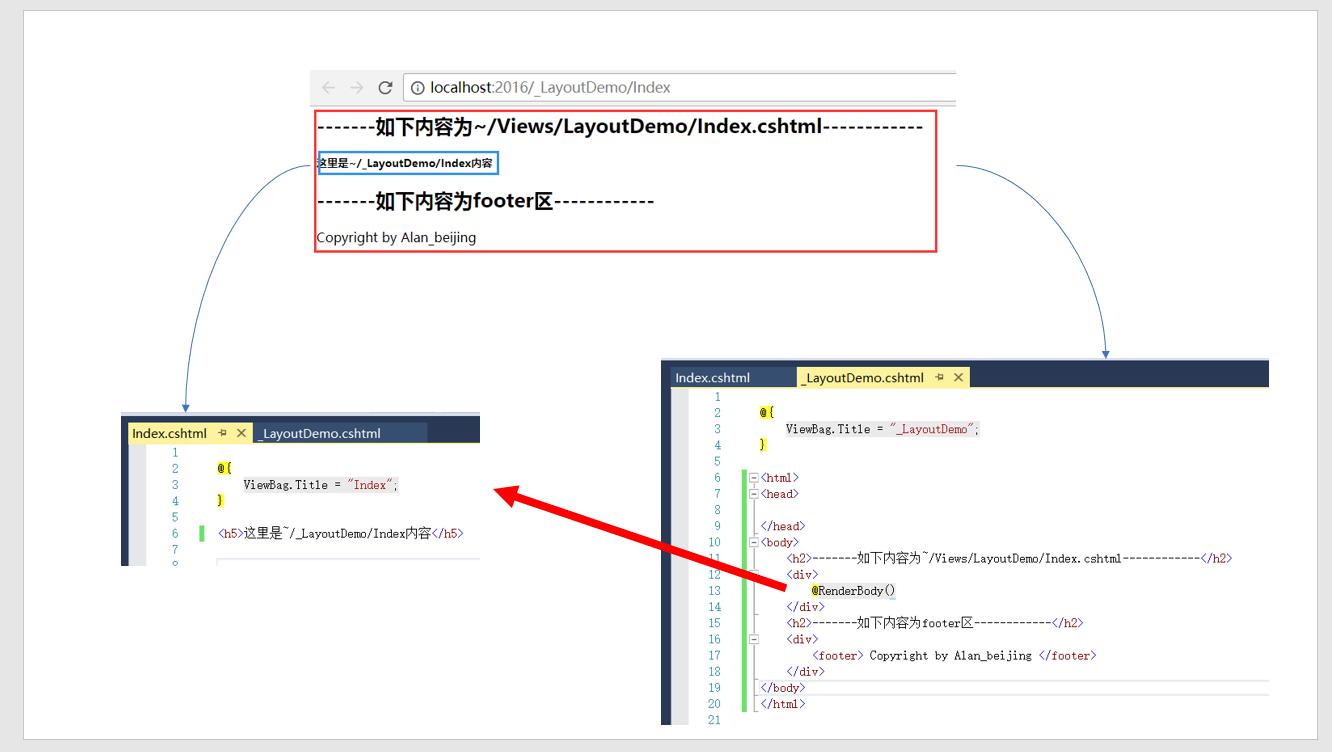 localhost:2016/_LayoutDemo/Index
-------如下内容为~/Views/LayoutDemo/Index.cshtml------------
这里是~/_LayoutDemo/Index内容
-------如下内容为footer区------------
Copyright by Alan_beijing
Index.cshtml _LayoutDemo.cshtml
1
2 @{
3 ViewBag.Title = "Index";
4 }
5
6 <h5>这里是~/_LayoutDemo/Index内容</h5>
7
8
Index.cshtml _LayoutDemo.cshtml
1
2 @{
3 ViewBag.Title = "_LayoutDemo";
4 }
5
6 <html>
7 <head>
8
9 </head>
10 <body>
11 <h2>-------如下内容为~/Views/LayoutDemo/Index.cshtml------------</h2>
12 <div>
13 @RenderBody()
14 </div>
15 <h2>-------如下内容为footer区------------</h2>
16 <div>
17 <footer> Copyright by Alan_beijing </footer>
18 </div>
19 </body>
20 </html>
21